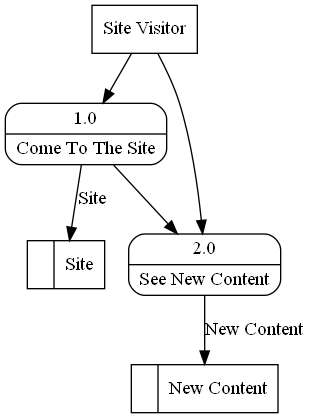 Site Visitor
1.0
Come To The Site
Site
Site
2.0
See New Content
New Content
New Content